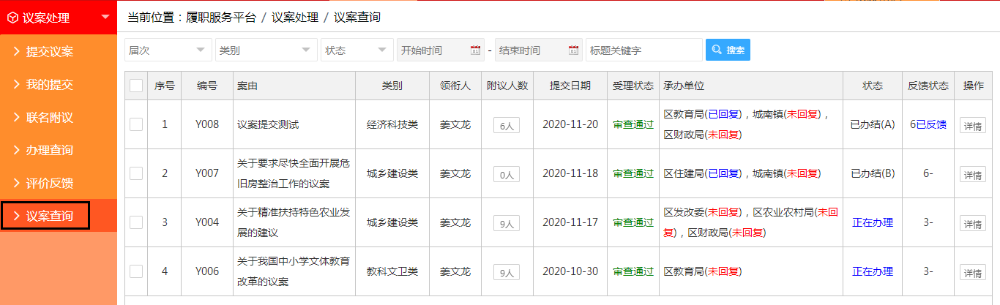 议案处理
提交议案
我的提交
联名附议
办理查询
评价反馈
议案查询
当前位置：履职服务平台 / 议案处理 / 议案查询
届次 类别 状态 开始时间 - 结束时间 标题关键字 搜索
序号 编号 案由 类别 领衔人 附议人数 提交日期 受理状态 承办单位 状态 反馈状态 操作
1 Y008 议案提交测试 经济科技类 姜文龙 6人 2020-11-20 审查通过 区教育局(已回复)，城南镇(未回复)，
区财政局(未回复) 已办结(A) 6已反馈 详情
2 Y007 关于要求尽快全面开展危
旧房整治工作的议案 城乡建设类 姜文龙 0人 2020-11-18 审查通过 区住建局(已回复)，城南镇(未回复) 已办结(B) 6- 详情
3 Y004 关于精准扶持特色农业发
展的建议 城乡建设类 姜文龙 9人 2020-11-17 审查通过 区发改委(未回复)，区农业农村局(未回
复)，区财政局(未回复) 正在办理 3- 详情
4 Y006 关于我国中小学文体教育
改革的议案 教科文卫类 姜文龙 9人 2020-10-30 审查通过 区教育局(未回复) 正在办理 3- 详情